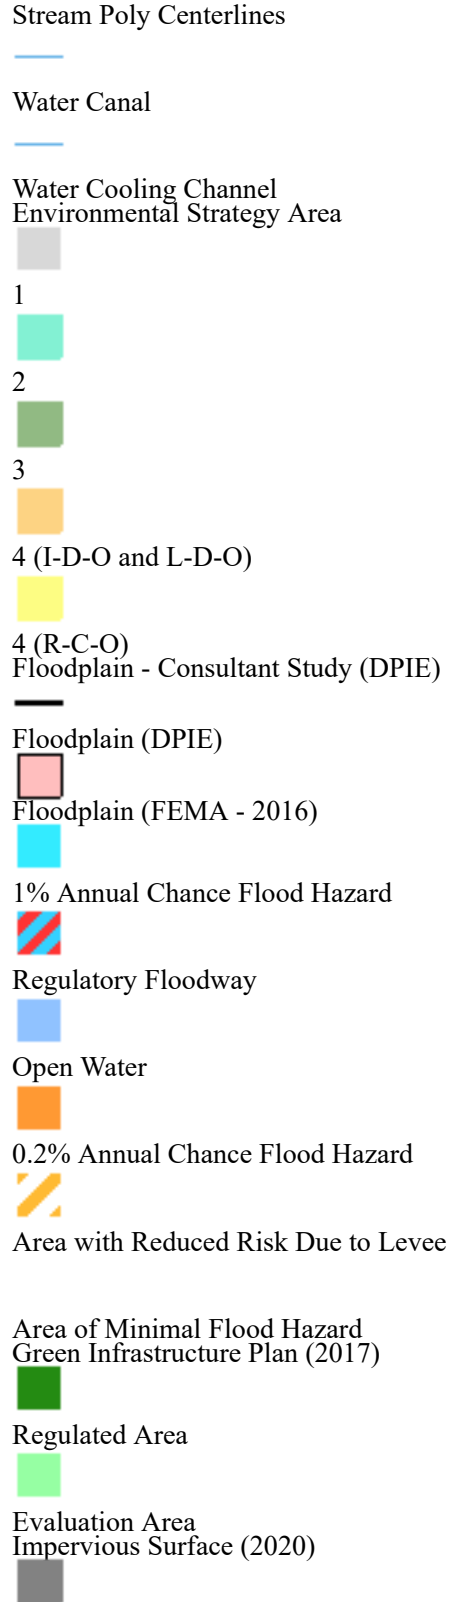 Stream Poly Centerlines
Water Canal
Water Cooling Channel
Environmental Strategy Area
1
2
3
4 (I-D-O and L-D-O)
4 (R-C-O)
Floodplain - Consultant Study (DPIE)
Floodplain (DPIE)
Floodplain (FEMA - 2016)
1% Annual Chance Flood Hazard
Regulatory Floodway
Open Water
0.2% Annual Chance Flood Hazard
Area with Reduced Risk Due to Levee
Area of Minimal Flood Hazard
Green Infrastructure Plan (2017)
Regulated Area
Evaluation Area
Impervious Surface (2020)